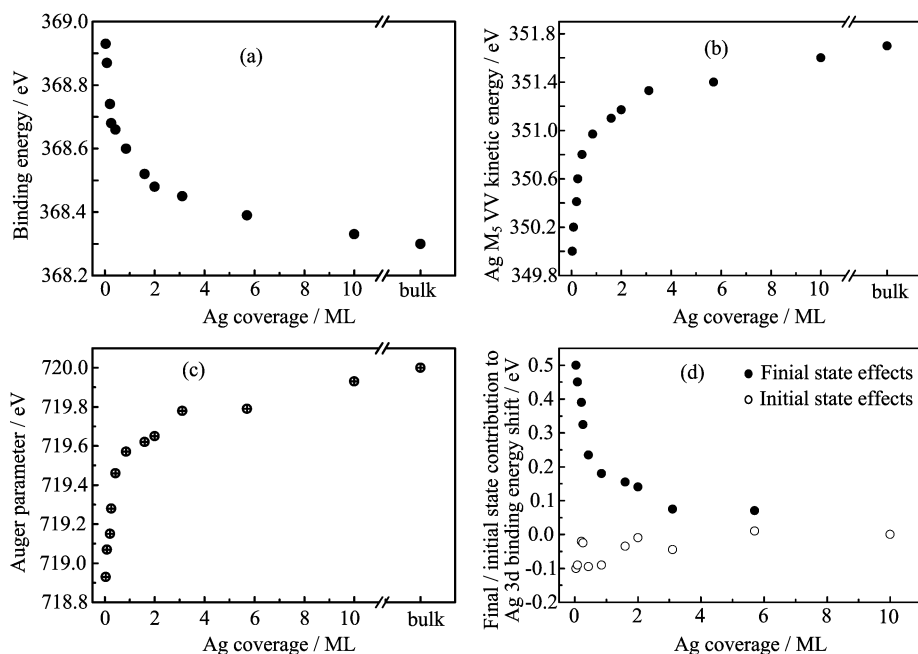 369.0
368.8
368.6
368.4
368.2
Binding energy / eV
(a)
0 2 4 6 8 10 bulk
Ag coverage / ML
351.8
351.4
351.0
350.6
350.2
349.8
Ag M5 VV kinetic energy / eV
(b)
0 2 4 6 8 10 bulk
Ag coverage / ML
720.0
719.8
719.6
719.4
719.2
719.0
718.8
Auger parameter / eV
(c)
0 2 4 6 8 10 bulk
Ag coverage / ML
0.5
0.4
0.3
0.2
0.1
0.0
-0.1
-0.2
Final / initial state contribution to
Ag 3d binding energy shift / eV
(d)
Finial state effects
Initial state effects
0 2 4 6 8 10
Ag coverage / ML